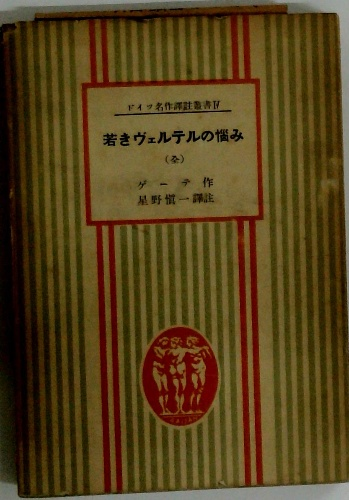 ドイツ名作譯註叢書Ⅳ
若きヴェルテルの悩み
(全)
ゲーテ 作
星野愼一譯註